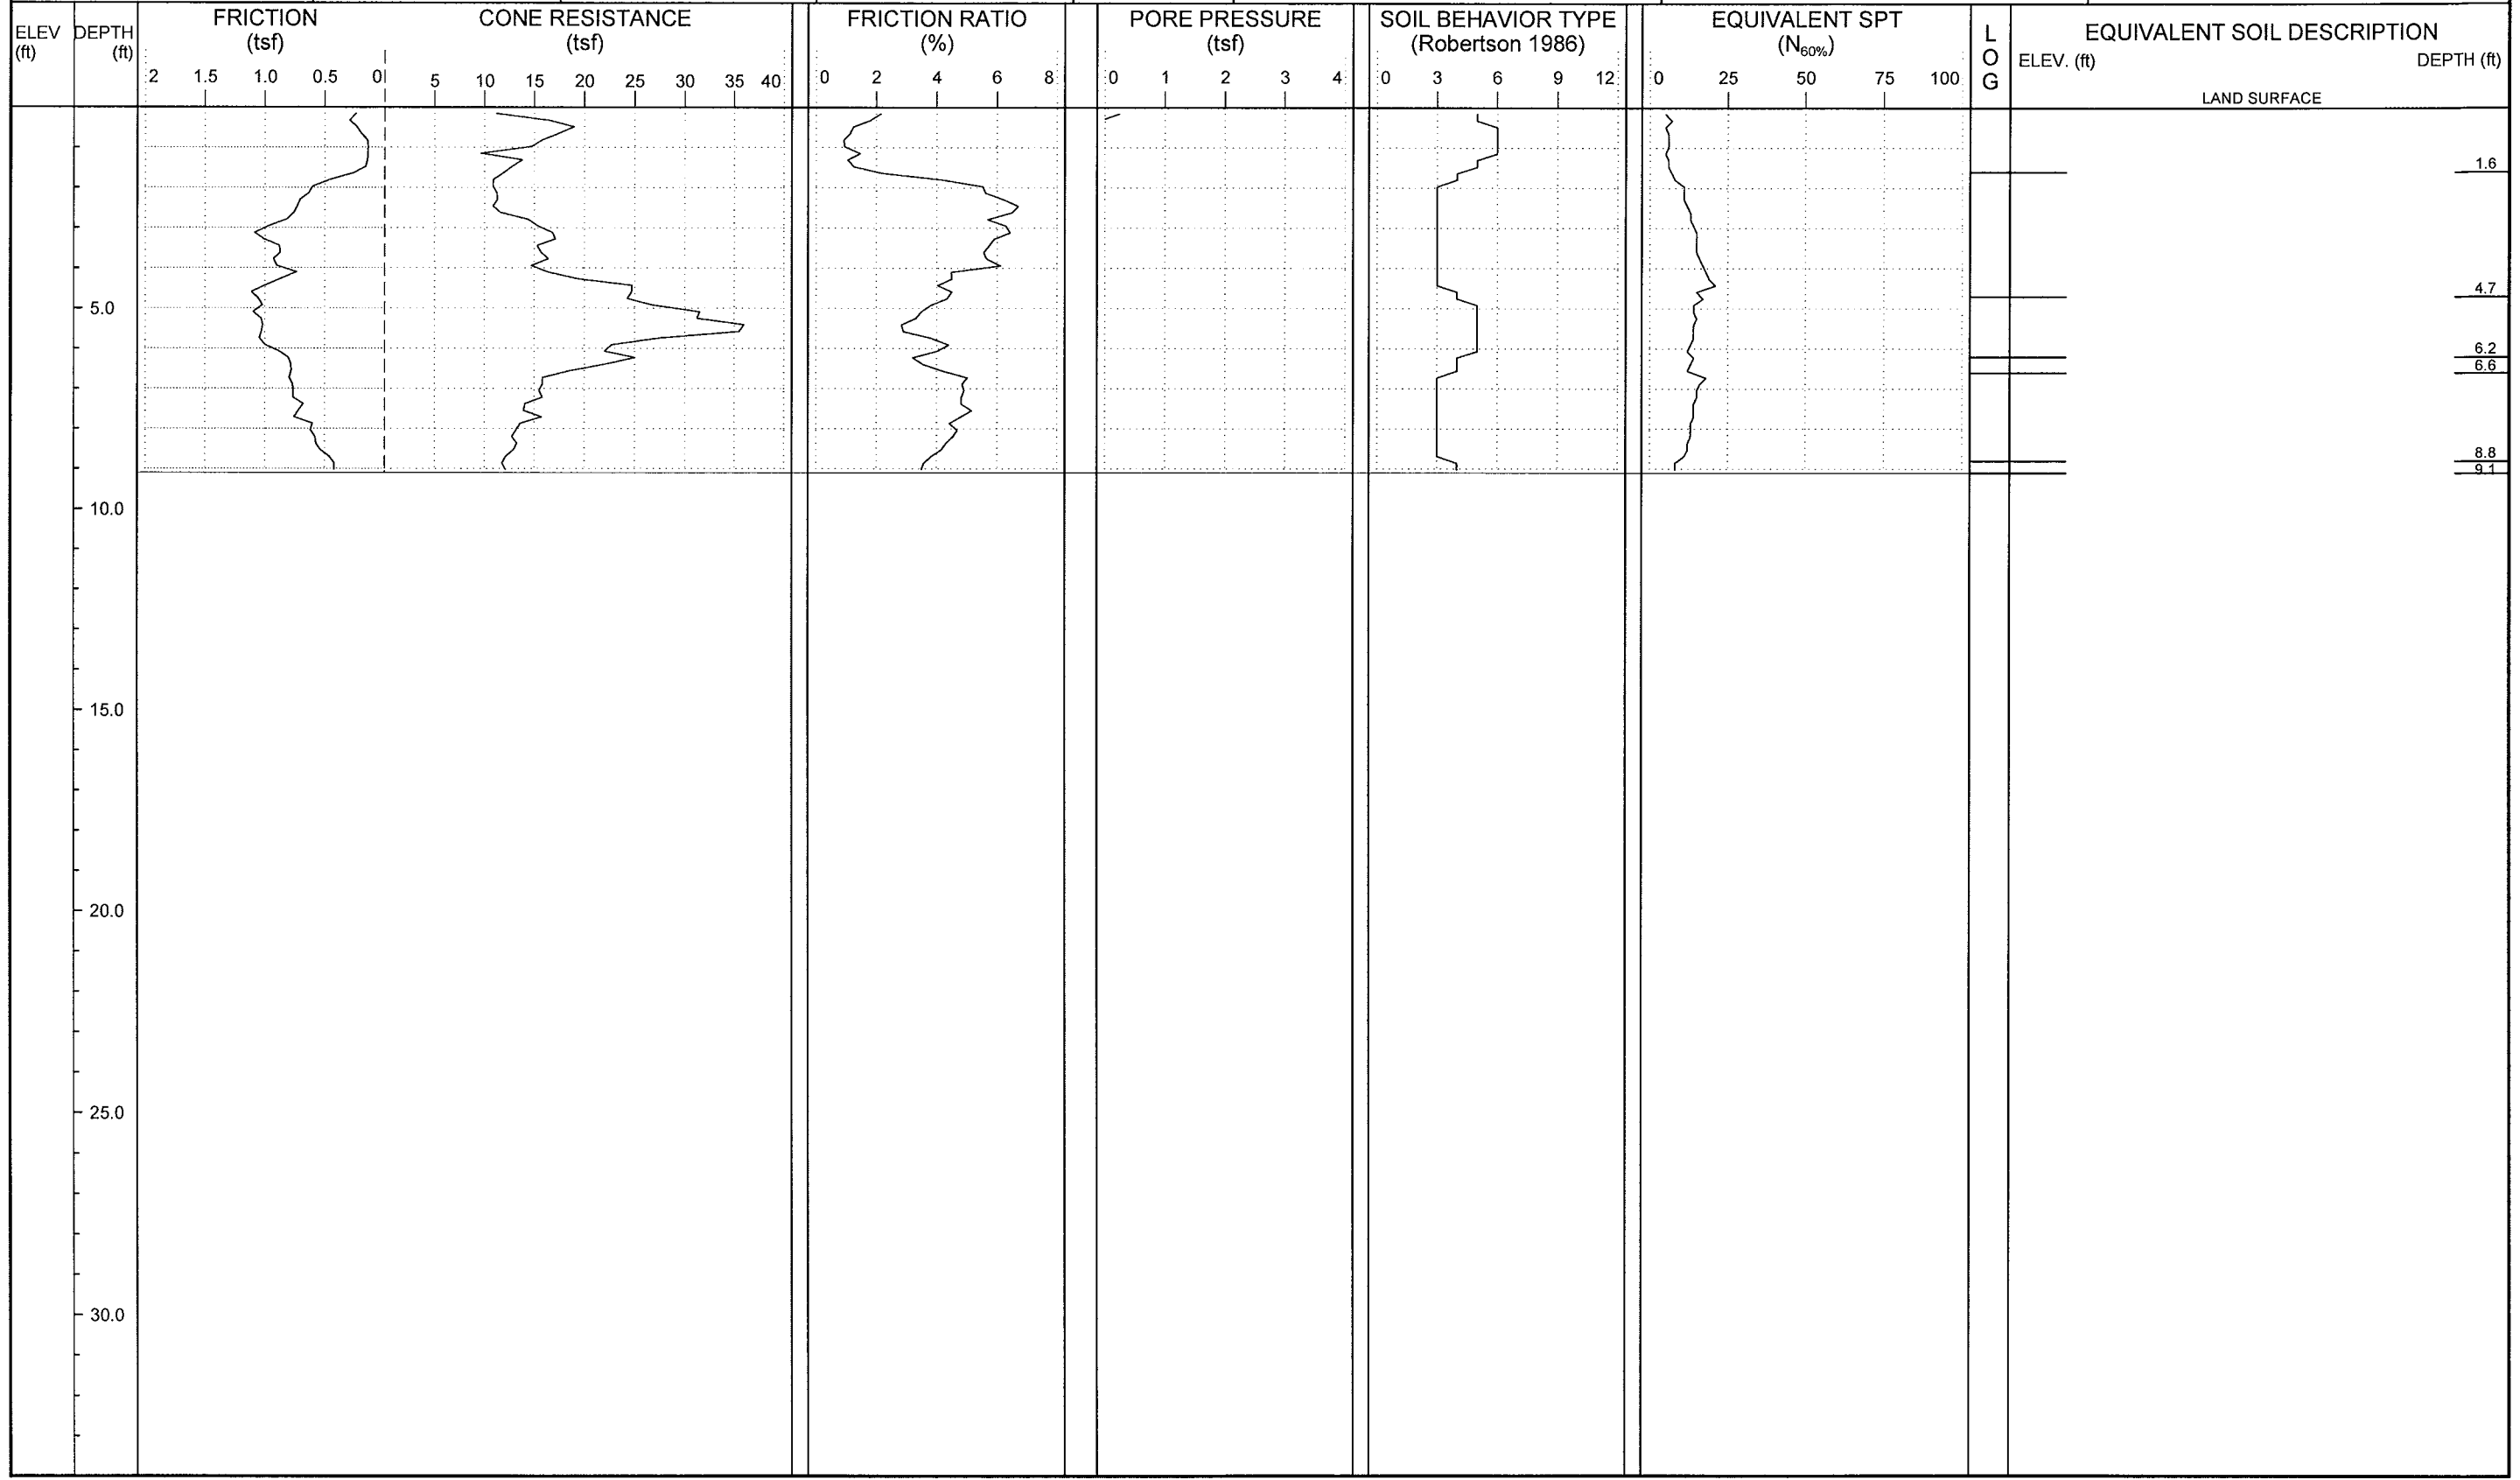 ELEV
(ft)
DEPTH
(ft)
FRICTION
(tsf)
2 1.5 1.0 0.5 0
CONE RESISTANCE
(tsf)
5 10 15 20 25 30 35 40
FRICTION RATIO
(%)
0 2 4 6 8
PORE PRESSURE
(tsf)
0 1 2 3 4
SOIL BEHAVIOR TYPE
(Robertson 1986)
0 3 6 9 12
EQUIVALENT SPT
(N60%)
0 25 50 75 100
L
O
G
EQUIVALENT SOIL DESCRIPTION
ELEV. (ft) DEPTH (ft)
LAND SURFACE
1.6
4.7
6.2
6.6
8.8
9.1
5.0
10.0
15.0
20.0
25.0
30.0